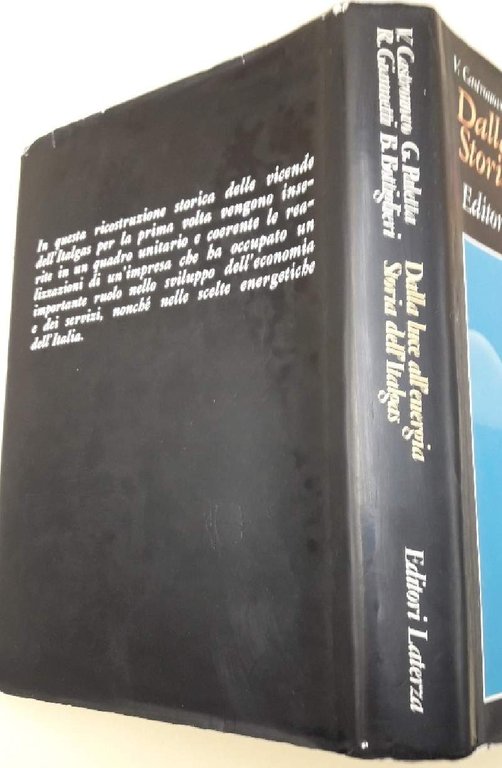 In questa ricostruzione storica delle vicende
dell'Italgas per la prima volta vengono inse-
rite in un quadro unitario e coerente le rea-
lizzazioni di un'impresa che ha occupato un
importante ruolo nello sviluppo dell'economia
e dei servizi, nonché nelle scelte energetiche
dell'Italia.
V. Castronovo G. Paletta
R. Giannetti B. Bottiglieri
Dalla luce all'energia
Storia dell'Italgas
Editori Laterza
V. Castronovo
Dalla
Stori
Editor